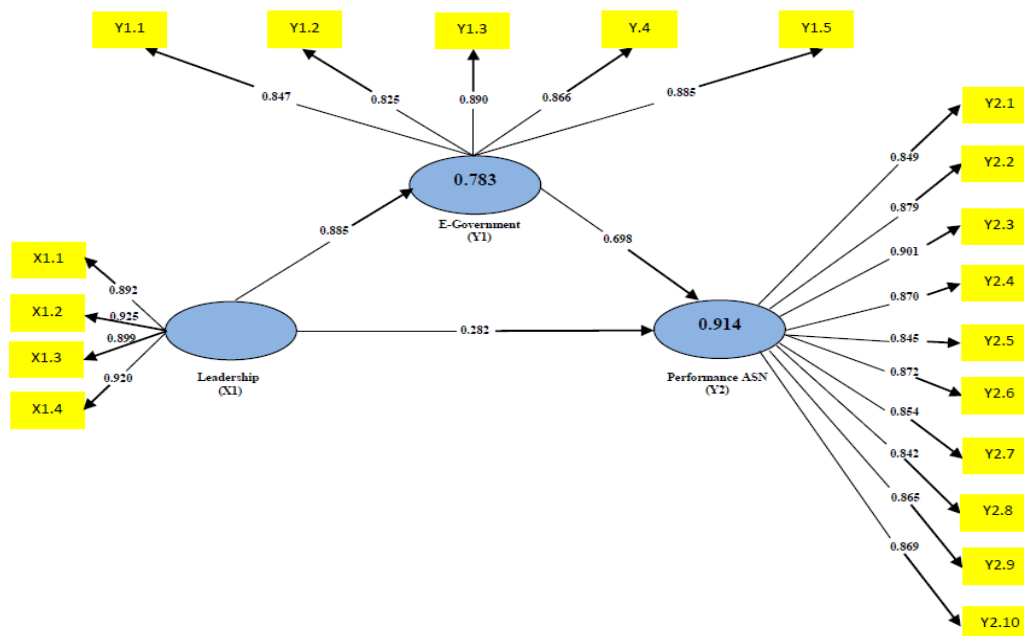 Y1.1
Y1.2
Y1.3
Y.4
Y1.5
0.847
0.825
0.890
0.866
0.885
0.783
E-Government
(Y1)
0.885
0.698
X1.1
X1.2
X1.3
X1.4
0.892
0.925
0.899
0.920
Leadership
(X1)
0.282
0.914
Performance ASN
(Y2)
0.849
0.879
0.901
0.870
0.845
0.872
0.854
0.842
0.865
0.869
Y2.1
Y2.2
Y2.3
Y2.4
Y2.5
Y2.6
Y2.7
Y2.8
Y2.9
Y2.10